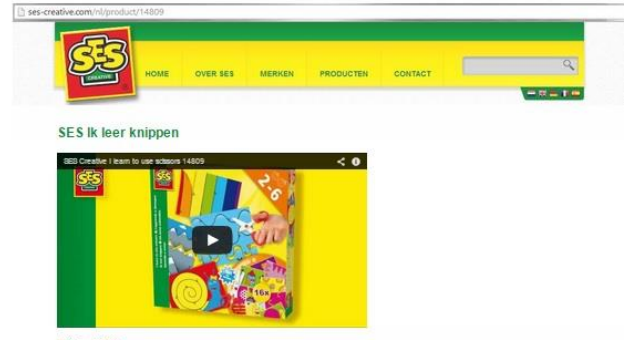 ses-creative.com/nl/product/14809
SES
CREATIVE
HOME OVER SES MERKEN PRODUCTEN CONTACT
SES Ik leer knippen
SES Creative I learn to use scissors 14809
SES
SES
2-6
16x